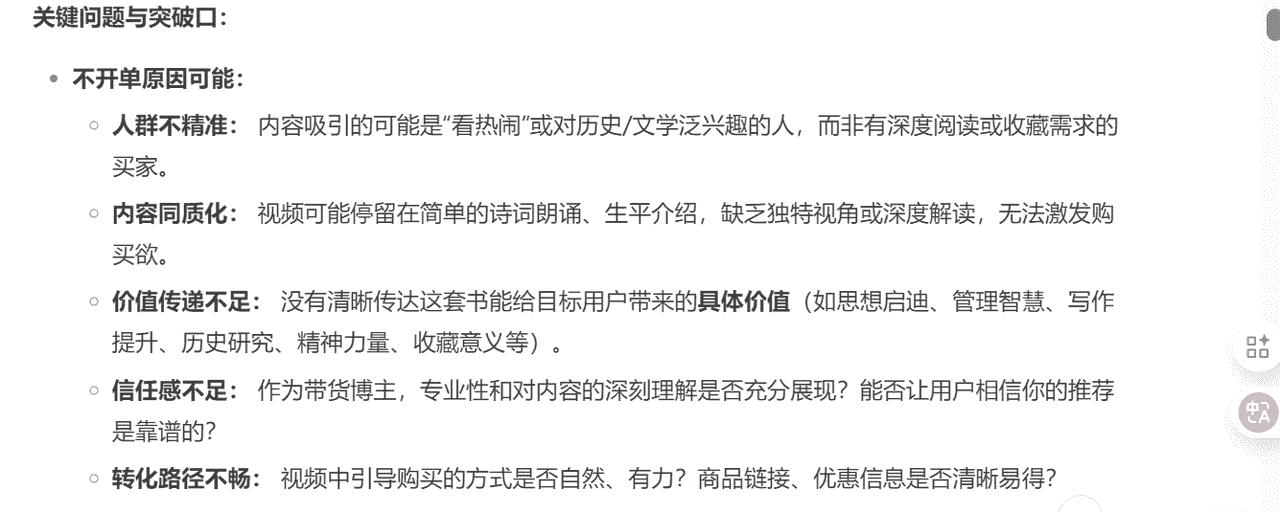 关键问题与突破口：
不开单原因可能：
人群不精准： 内容吸引的可能是“看热闹”或对历史/文学泛兴趣的人，而非有深度阅读或收藏需求的
买家。
内容同质化： 视频可能停留在简单的诗词朗诵、生平介绍，缺乏独特视角或深度解读，无法激发购
买欲。
价值传递不足： 没有清晰传达这套书能给目标用户带来的具体价值（如思想启迪、管理智慧、写作
提升、历史研究、精神力量、收藏意义等）。
信任感不足： 作为带货博主，专业性和对内容的深刻理解是否充分展现？能否让用户相信你的推荐
是靠谱的？
转化路径不畅： 视频中引导购买的方式是否自然、有力？商品链接、优惠信息是否清晰易得？
中A